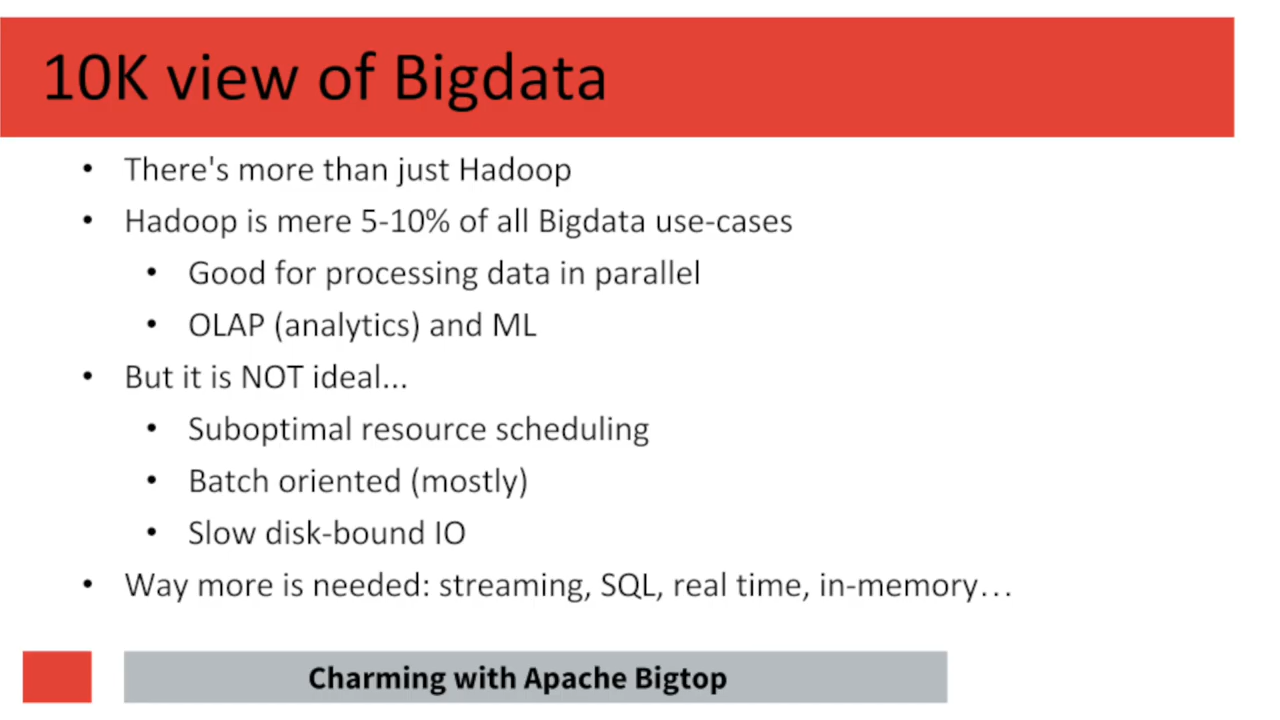 10K view of Bigdata
• There's more than just Hadoop
• Hadoop is mere 5-10% of all Bigdata use-cases
• Good for processing data in parallel
• OLAP (analytics) and ML
• But it is NOT ideal...
• Suboptimal resource scheduling
• Batch oriented (mostly)
• Slow disk-bound IO
• Way more is needed: streaming, SQL, real time, in-memory…
Charming with Apache Bigtop